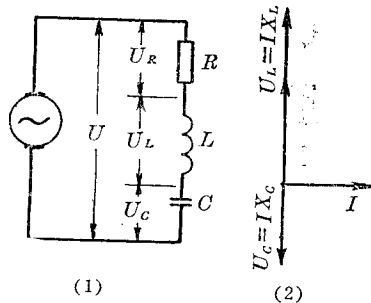 U
U_R
R
U_L
L
U_C
C
(1)
U_L=IX_L
U_C=IX_C
I
(2)